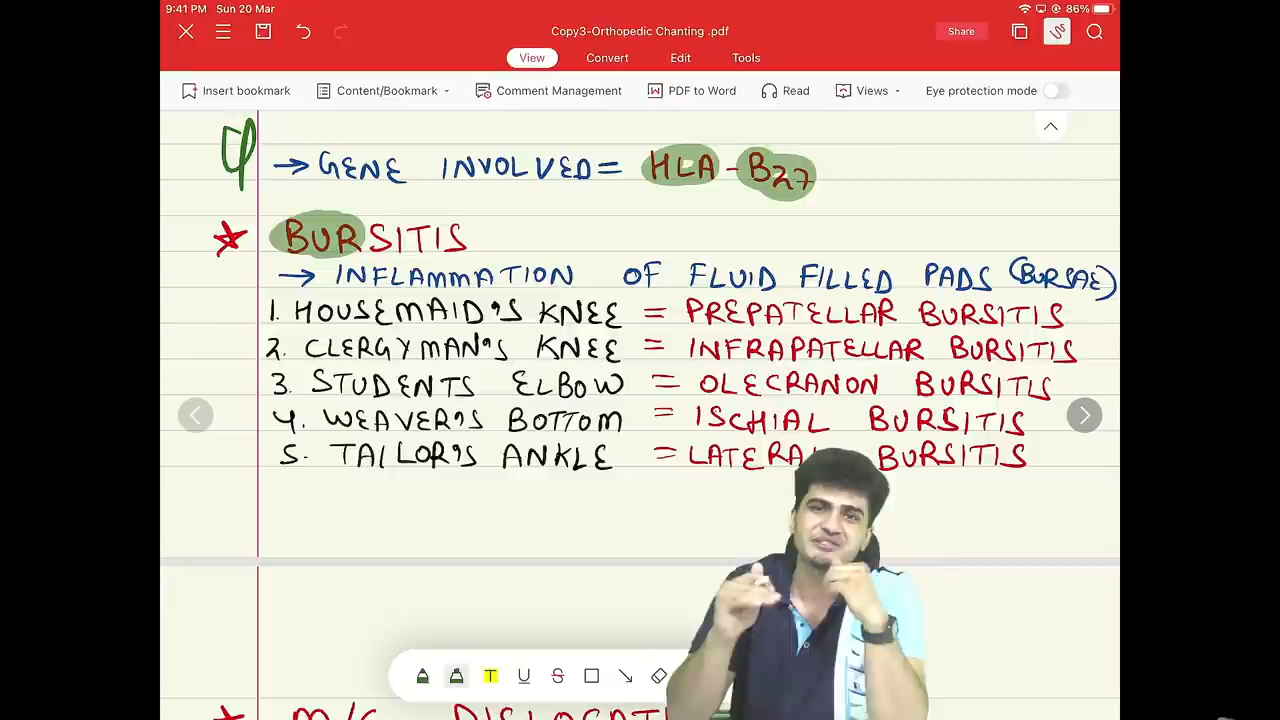 9:41 PM Sun 20 Mar
86%
Copy3-Orthopedic Chanting .pdf
Share
View Convert Edit Tools
Insert bookmark Content/Bookmark Comment Management PDF to Word Read Views Eye protection mode
→ GENE INVOLVED = HLA - B27
BURSITIS
→ INFLAMMATION OF FLUID FILLED PADS (BURSAE)
1. HOUSEMAID'S KNEE = PREPATELLAR BURSITIS
2. CLERGYMAN'S KNEE = INFRAPATELLAR BURSITIS
3. STUDENTS ELBOW = OLECRANON BURSITIS
4. WEAVER'S BOTTOM = ISCHIAL BURSITIS
5. TAILOR'S ANKLE = LATERAL BURSITIS
T U S